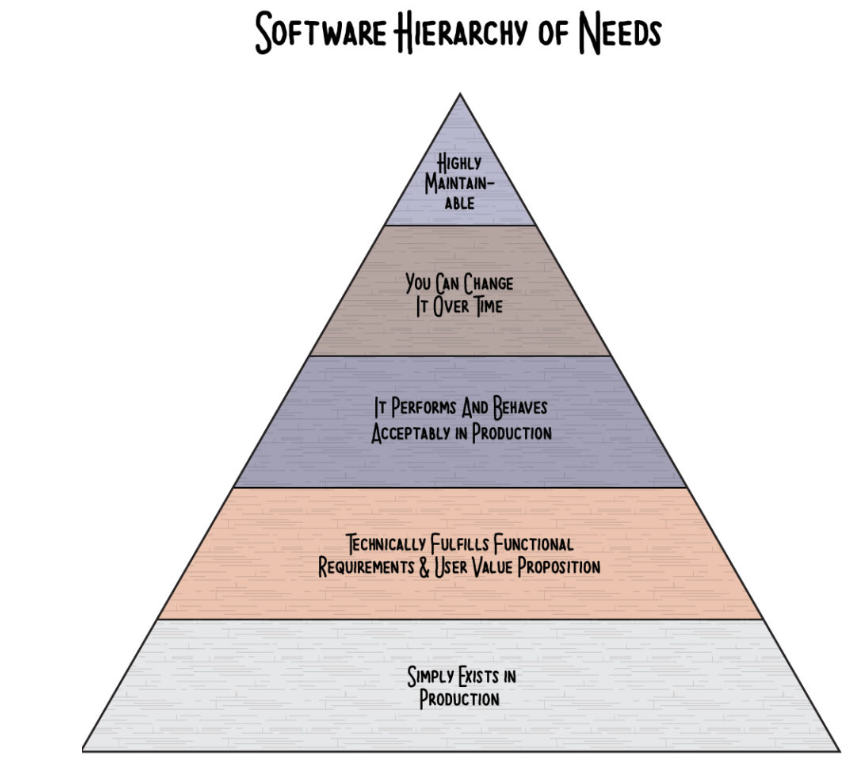 Software Hierarchy of Needs
Highly
Maintain-
able
You Can Change
It Over Time
It Performs And Behaves
Acceptably in Production
Technically Fulfills Functional
Requirements & User Value Proposition
Simply Exists in
Production